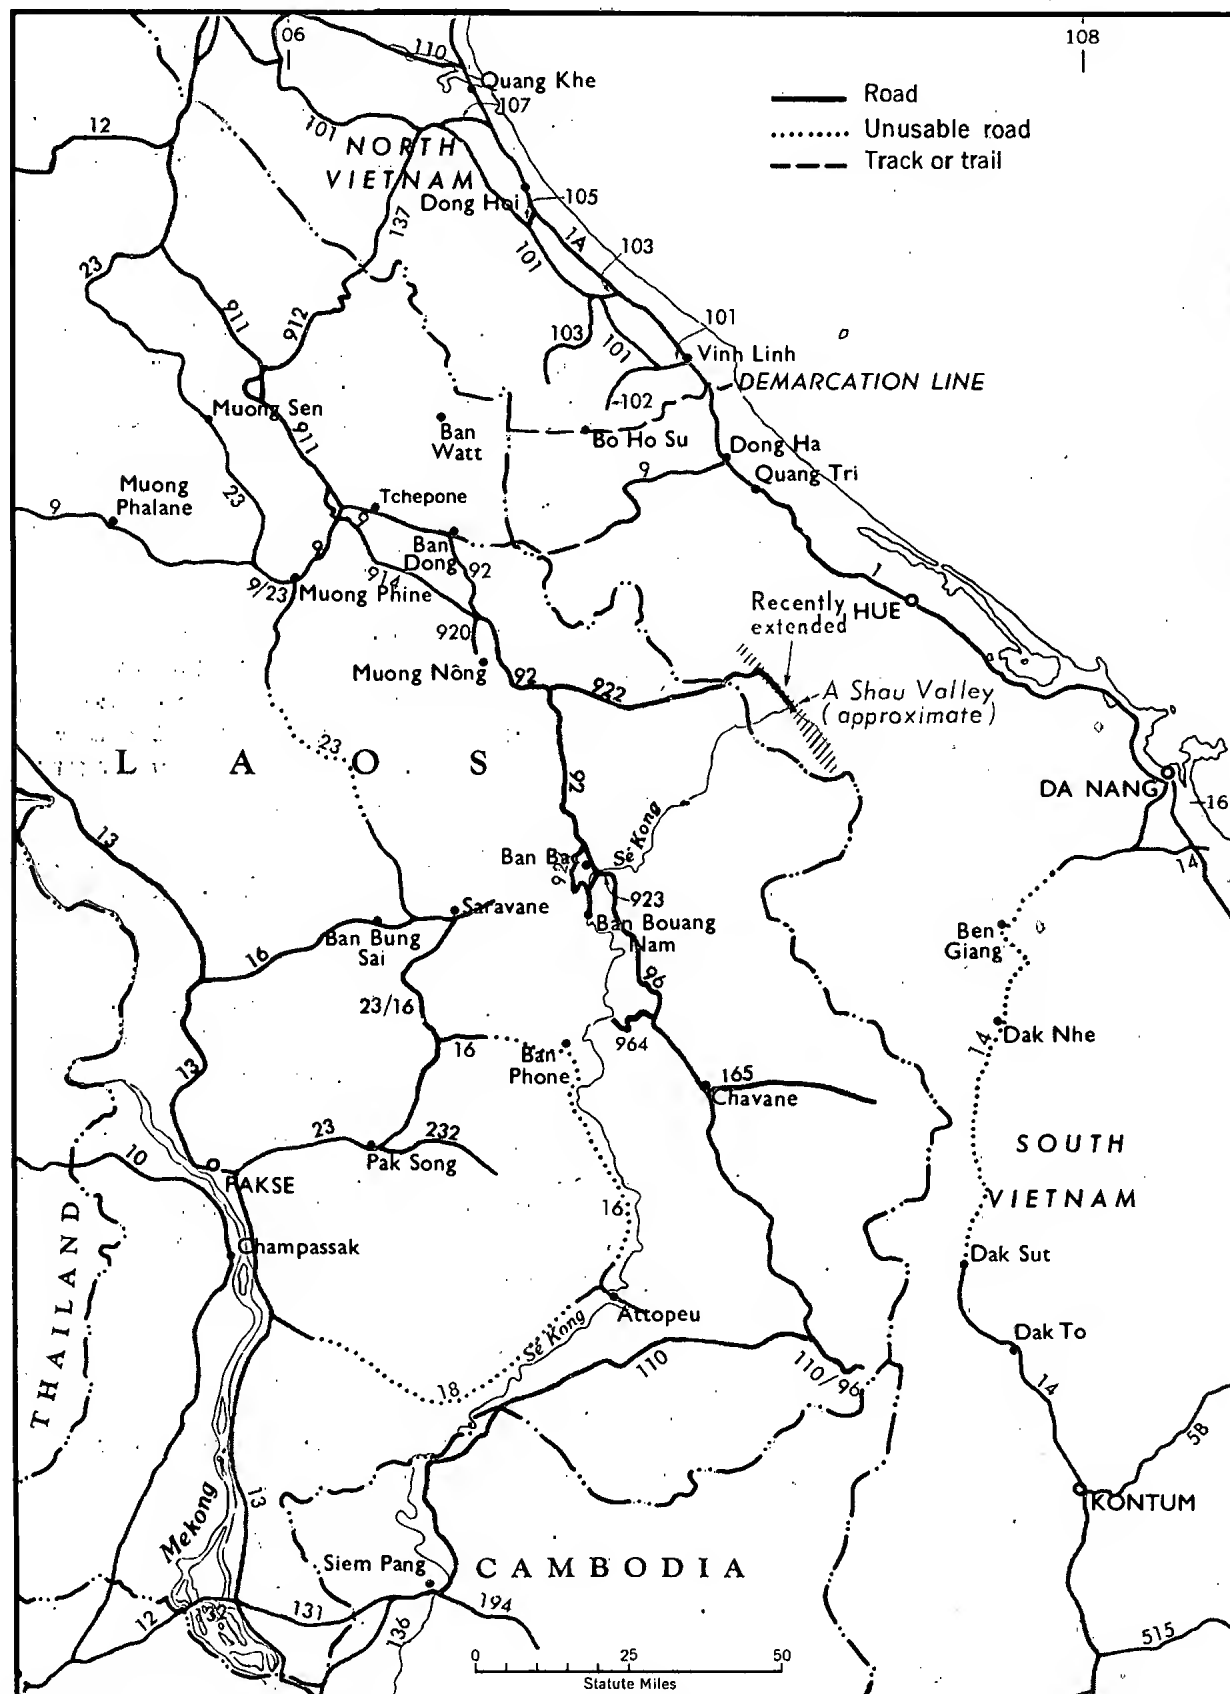 06
108
110
Quang Khe
107
Road
Unusable road
Track or trail
12
101
NORTH
VIETNAM
Dong Hoi
105
137
1A
103
101
23
911
912
103
101
101
Vinh Linh
DEMARCATION LINE
102
Muong Sen
911
Ban
Watt
Bo Ho Su
Dong Ha
Quang Tri
9
Muong
Phalane
9
23
Tchepone
9
9
Ban
Dong
92
914
9/23
Muong Phine
1
HUE
Recently
extended
920
Muong Nông
92
922
A Shau Valley
(approximate)
23
LAOS
92
DA NANG
16
13
Sé Kong
Ban Bac
923
14
Saravane
Ban Bouang
Nam
Ban Bung
Sai
16
Ben
Giang
96
23/16
964
16
Ban
Phone
14
Dak Nhe
13
165
Chavane
23
232
Pak Song
10
PAKSE
SOUTH
VIETNAM
16
THAILAND
Champassak
Dak Sut
Attopeu
Sé Kong
Dak To
110
110/96
18
14
5B
KONTUM
13
Mekong
Siem Pang
CAMBODIA
12
131
136
194
515
0 25 50
Statute Miles